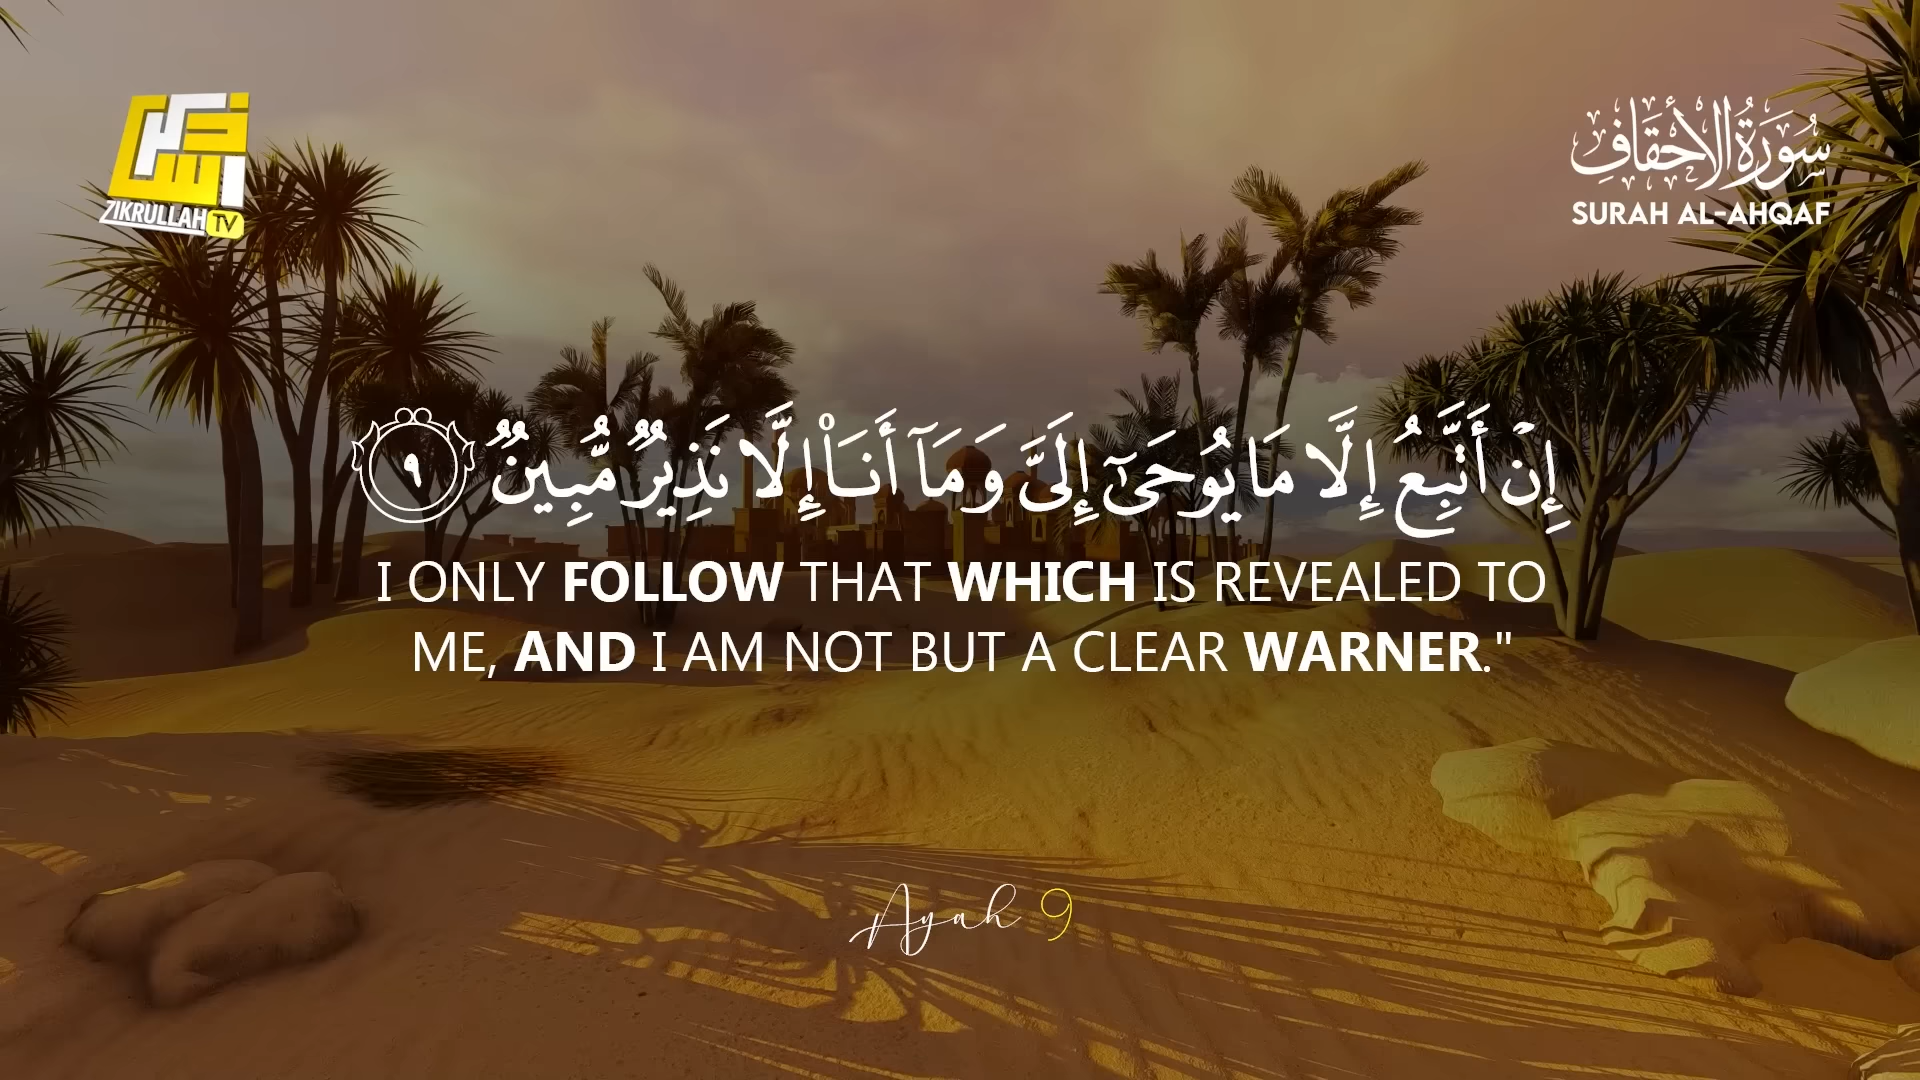 ZIKRULLAH TV
سُورَةُ الأَحْقَافِ
SURAH AL-AHQAF
إِنْ أَتَّبِعُ إِلَّا مَا يُوحَىٰٓ إِلَىَّ وَمَآ أَنَا۠ إِلَّا نَذِيرٌ مُّبِينٌ ٩
I ONLY FOLLOW THAT WHICH IS REVEALED TO
ME, AND I AM NOT BUT A CLEAR WARNER."
Ayah 9